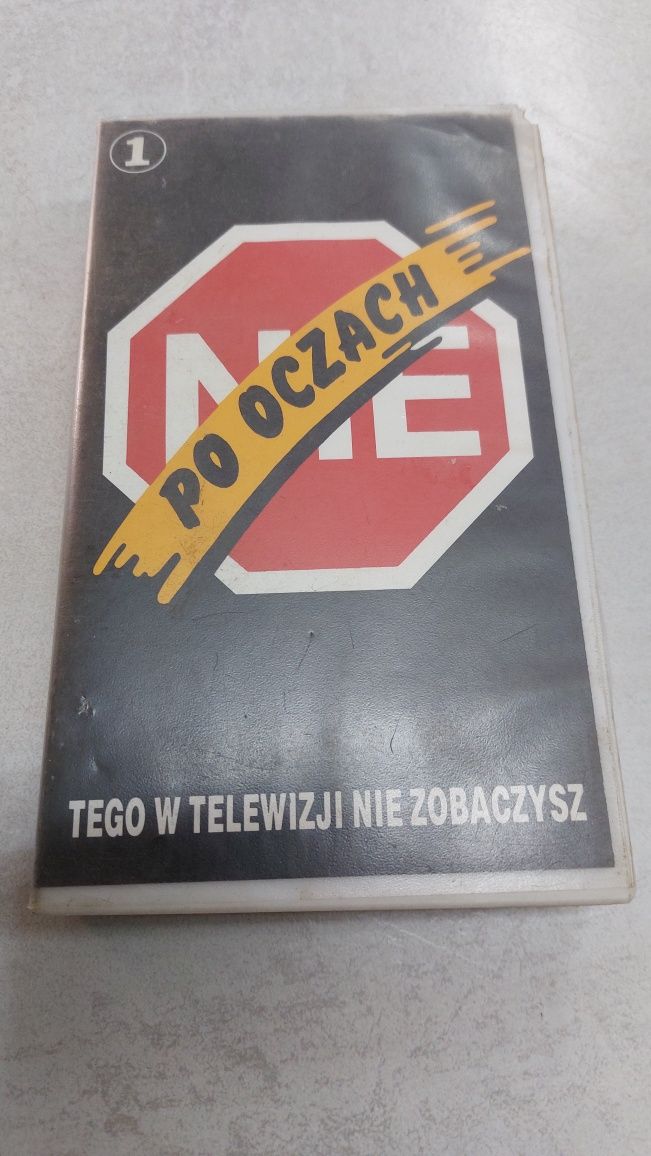 1
NIE
PO OCZACH
TEGO W TELEWIZJI NIE ZOBACZYSZ